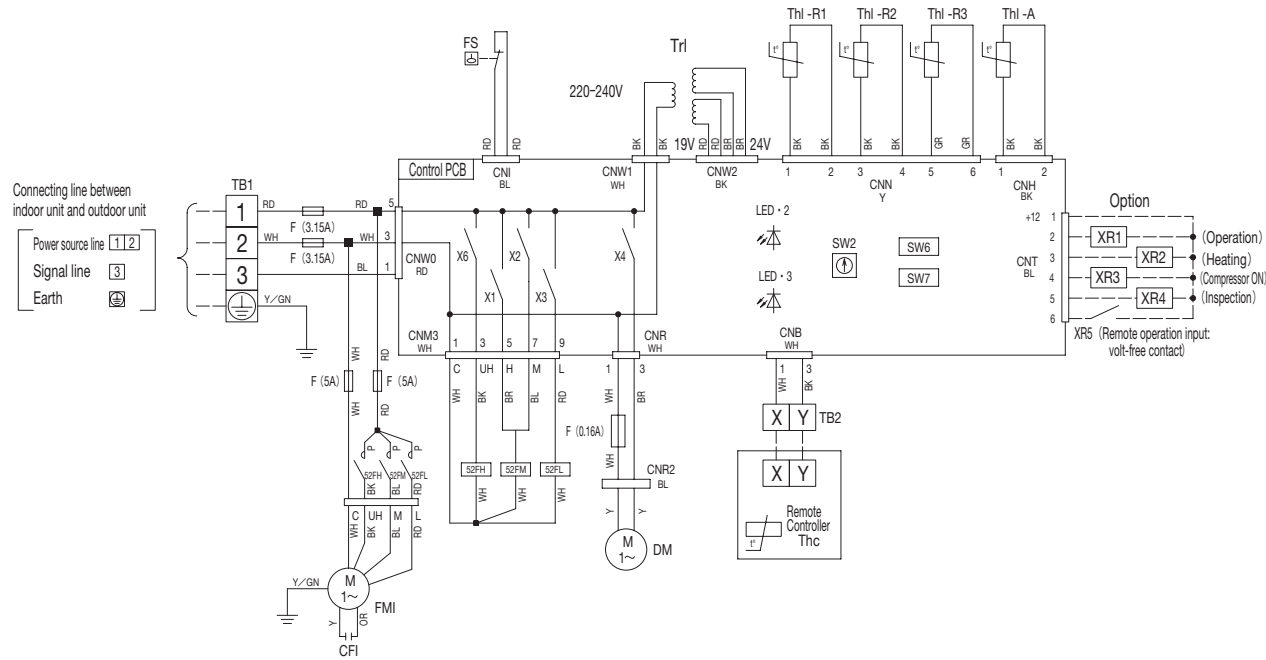 FS
RD
RD
TrI
220-240V
BK
BK
19V
RD
RD
BR
BR
24V
ThI -R1
ThI -R2
ThI -R3
ThI -A
t°
t°
t°
t°
BK
BK
BK
BK
GR
GR
BK
BK
Connecting line between
indoor unit and outdoor unit
Power source line 1 2
Signal line 3
Earth
TB1
1
2
3
RD
F (3.15A)
RD
WH
F (3.15A)
WH
BL
Y/GN
Control PCB
5
3
1
CNW0
RD
CNI
BL
CNW1
WH
CNW2
BK
1 2 3 4 5 6
CNN
Y
1 2
CNH
BK
X6
X2
X4
X1
X3
LED・2
LED・3
SW2
SW6
SW7
+12 1
2
3
4
5
6
CNT
BL
Option
XR1
(Operation)
XR2
(Heating)
XR3
(Compressor ON)
XR4
(Inspection)
XR5 (Remote operation input:
volt-free contact)
CNM3
WH
1 3 5 7 9
C UH H M L
WH
BK
BR
BL
RD
52FH
52FM
52FL
WH
WH
WH
CNR
WH
1 3
WH
BR
F (0.16A)
WH
CNR2
BL
Y
Y
M
1~
DM
CNB
WH
1 3
WH
BK
X Y
TB2
X Y
Remote
Controller
Thc
t°
WH
RD
F (5A)
F (5A)
WH
RD
P
P
P
52FH
52FM
52FL
BK
BL
RD
C UH M L
WH
BK
BL
RD
Y/GN
M
1~
FMI
Y
OR
CFI